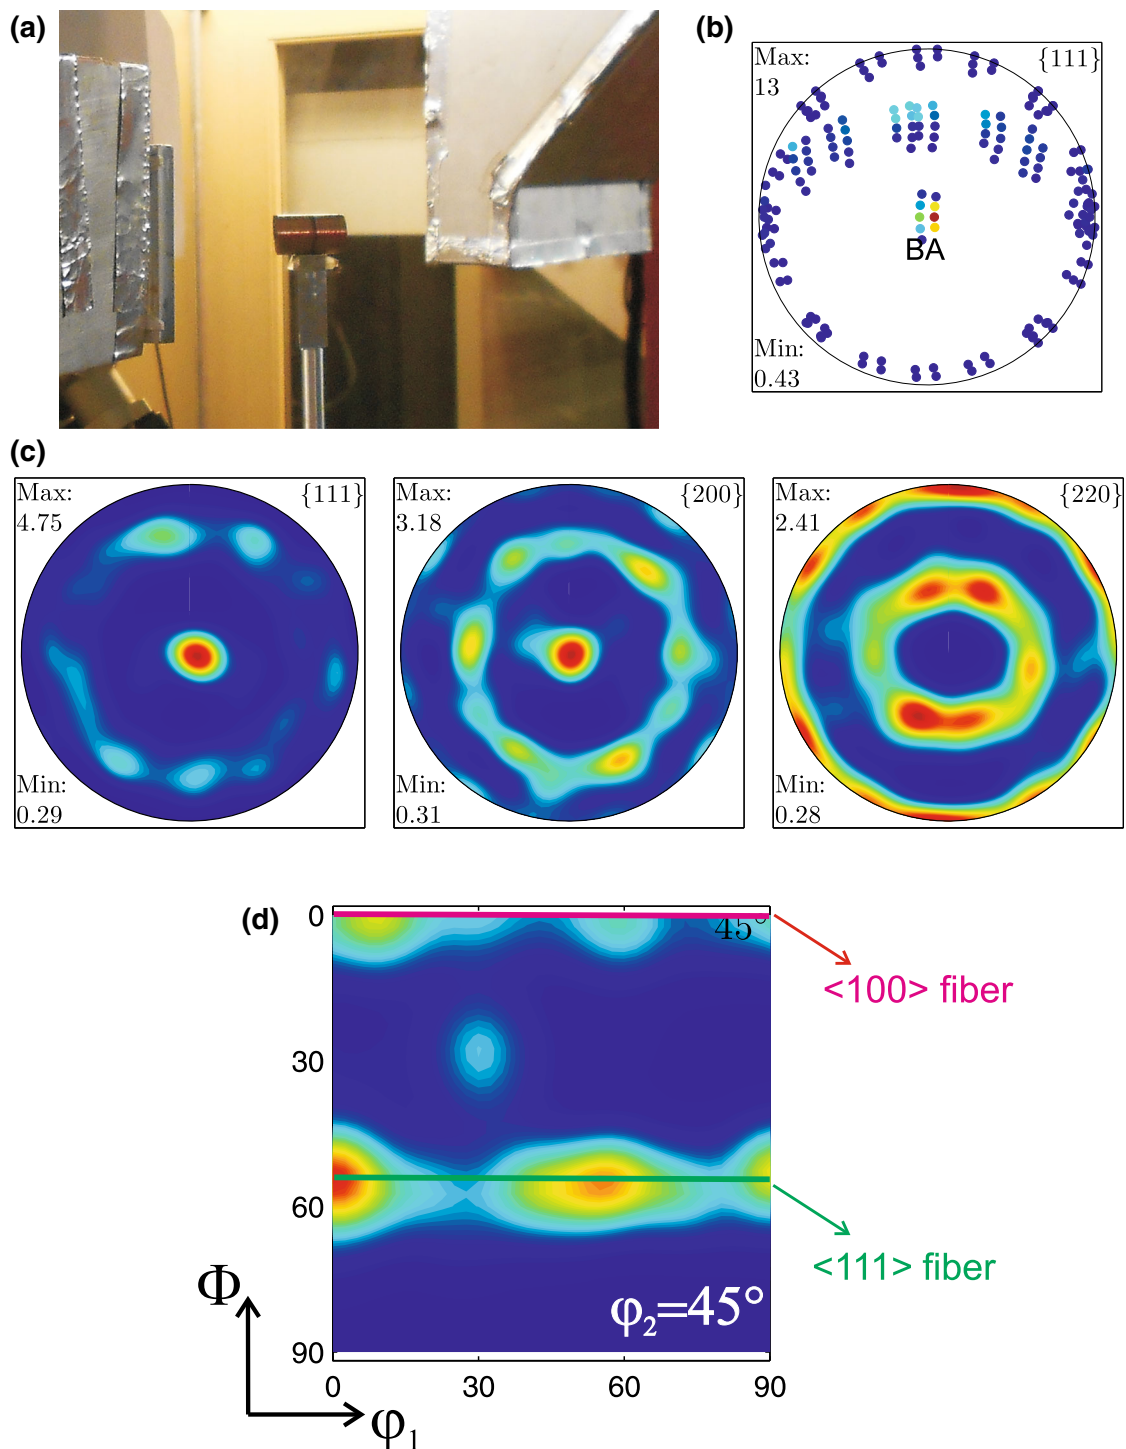 (a)
(b)
Max:
13
{111}
BA
Min:
0.43
(c)
Max:
4.75
{111}
Min:
0.29
Max:
3.18
{200}
Min:
0.31
Max:
2.41
{220}
Min:
0.28
(d)
0
30
60
90
0
30
60
90
45°
<100> fiber
<111> fiber
φ₂=45°
Φ
φ₁